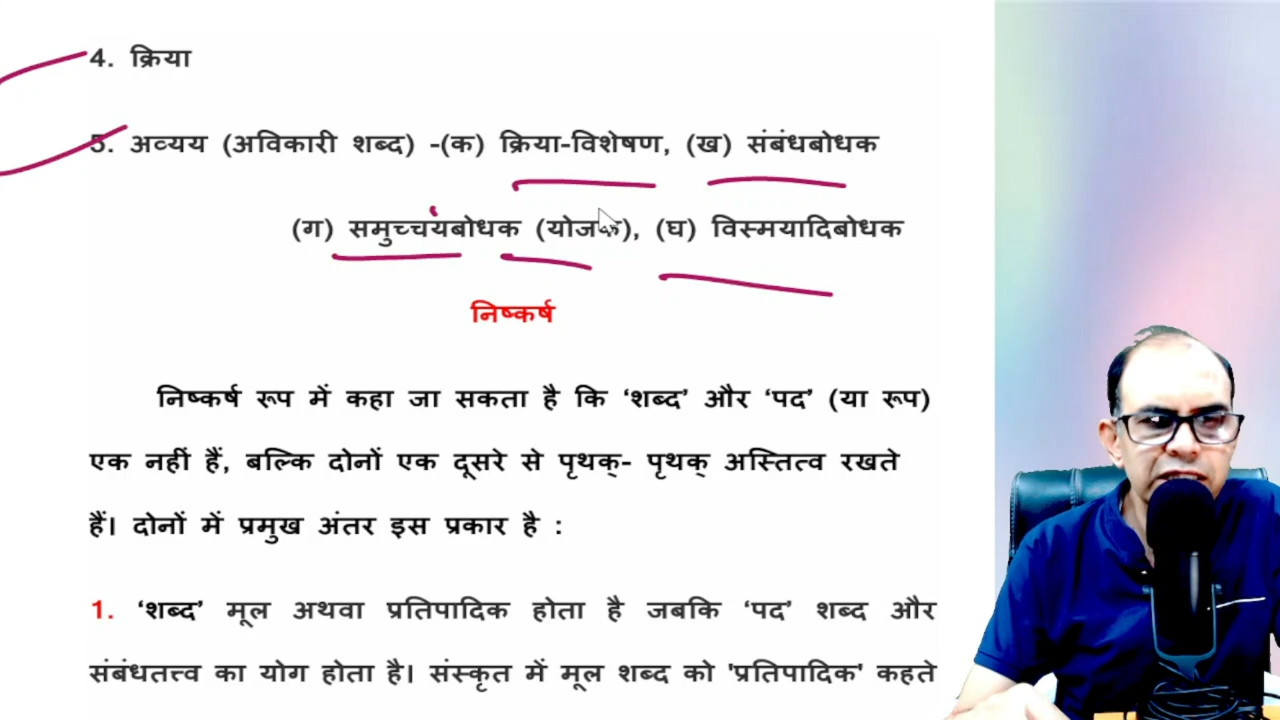 4. क्रिया
5. अव्यय (अविकारी शब्द) -(क) क्रिया-विशेषण, (ख) संबंधबोधक
(ग) समुच्चयबोधक (योजक), (घ) विस्मयादिबोधक
निष्कर्ष
निष्कर्ष रूप में कहा जा सकता है कि ‘शब्द’ और ‘पद’ (या रूप)
एक नहीं हैं, बल्कि दोनों एक दूसरे से पृथक्- पृथक् अस्तित्व रखते
हैं। दोनों में प्रमुख अंतर इस प्रकार है :
1. ‘शब्द’ मूल अथवा प्रतिपादिक होता है जबकि ‘पद’ शब्द और
संबंधतत्त्व का योग होता है। संस्कृत में मूल शब्द को 'प्रतिपादिक' कहते